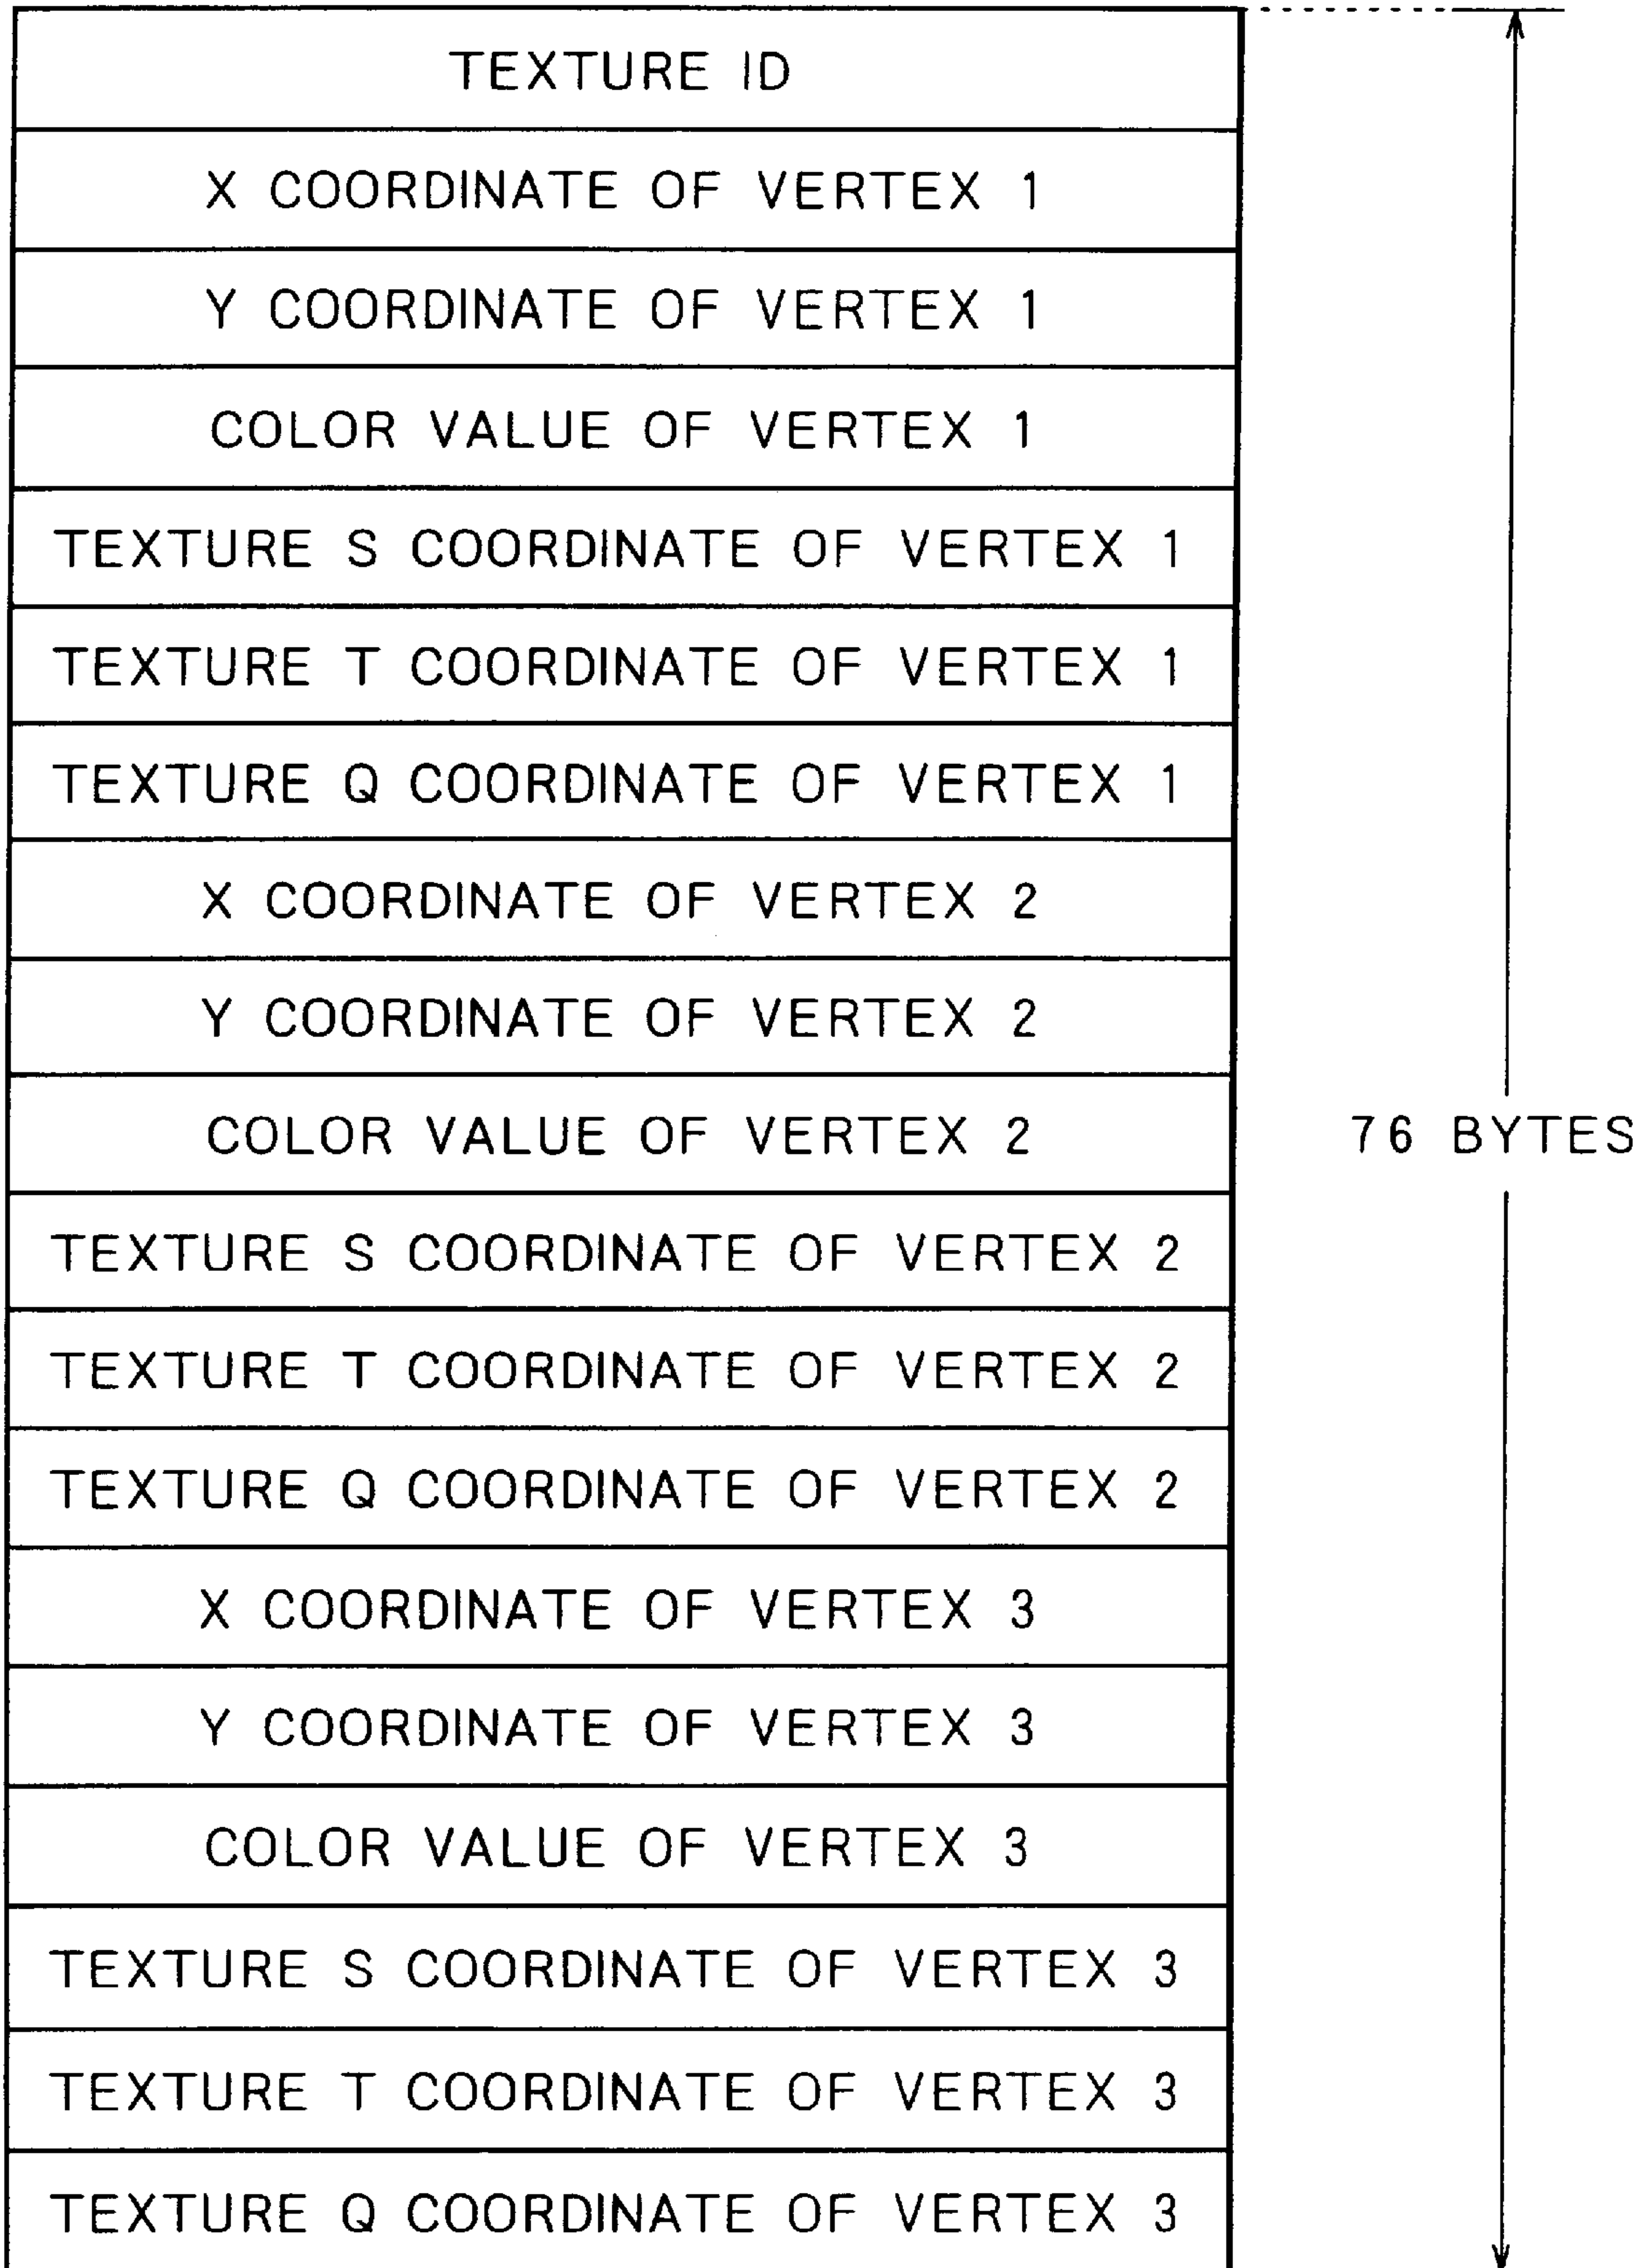 TEXTURE ID
X COORDINATE OF VERTEX 1
Y COORDINATE OF VERTEX 1
COLOR VALUE OF VERTEX 1
TEXTURE S COORDINATE OF VERTEX 1
TEXTURE T COORDINATE OF VERTEX 1
TEXTURE Q COORDINATE OF VERTEX 1
X COORDINATE OF VERTEX 2
Y COORDINATE OF VERTEX 2
COLOR VALUE OF VERTEX 2
76 BYTES
TEXTURE S COORDINATE OF VERTEX 2
TEXTURE T COORDINATE OF VERTEX 2
TEXTURE Q COORDINATE OF VERTEX 2
X COORDINATE OF VERTEX 3
Y COORDINATE OF VERTEX 3
COLOR VALUE OF VERTEX 3
TEXTURE S COORDINATE OF VERTEX 3
TEXTURE T COORDINATE OF VERTEX 3
TEXTURE Q COORDINATE OF VERTEX 3